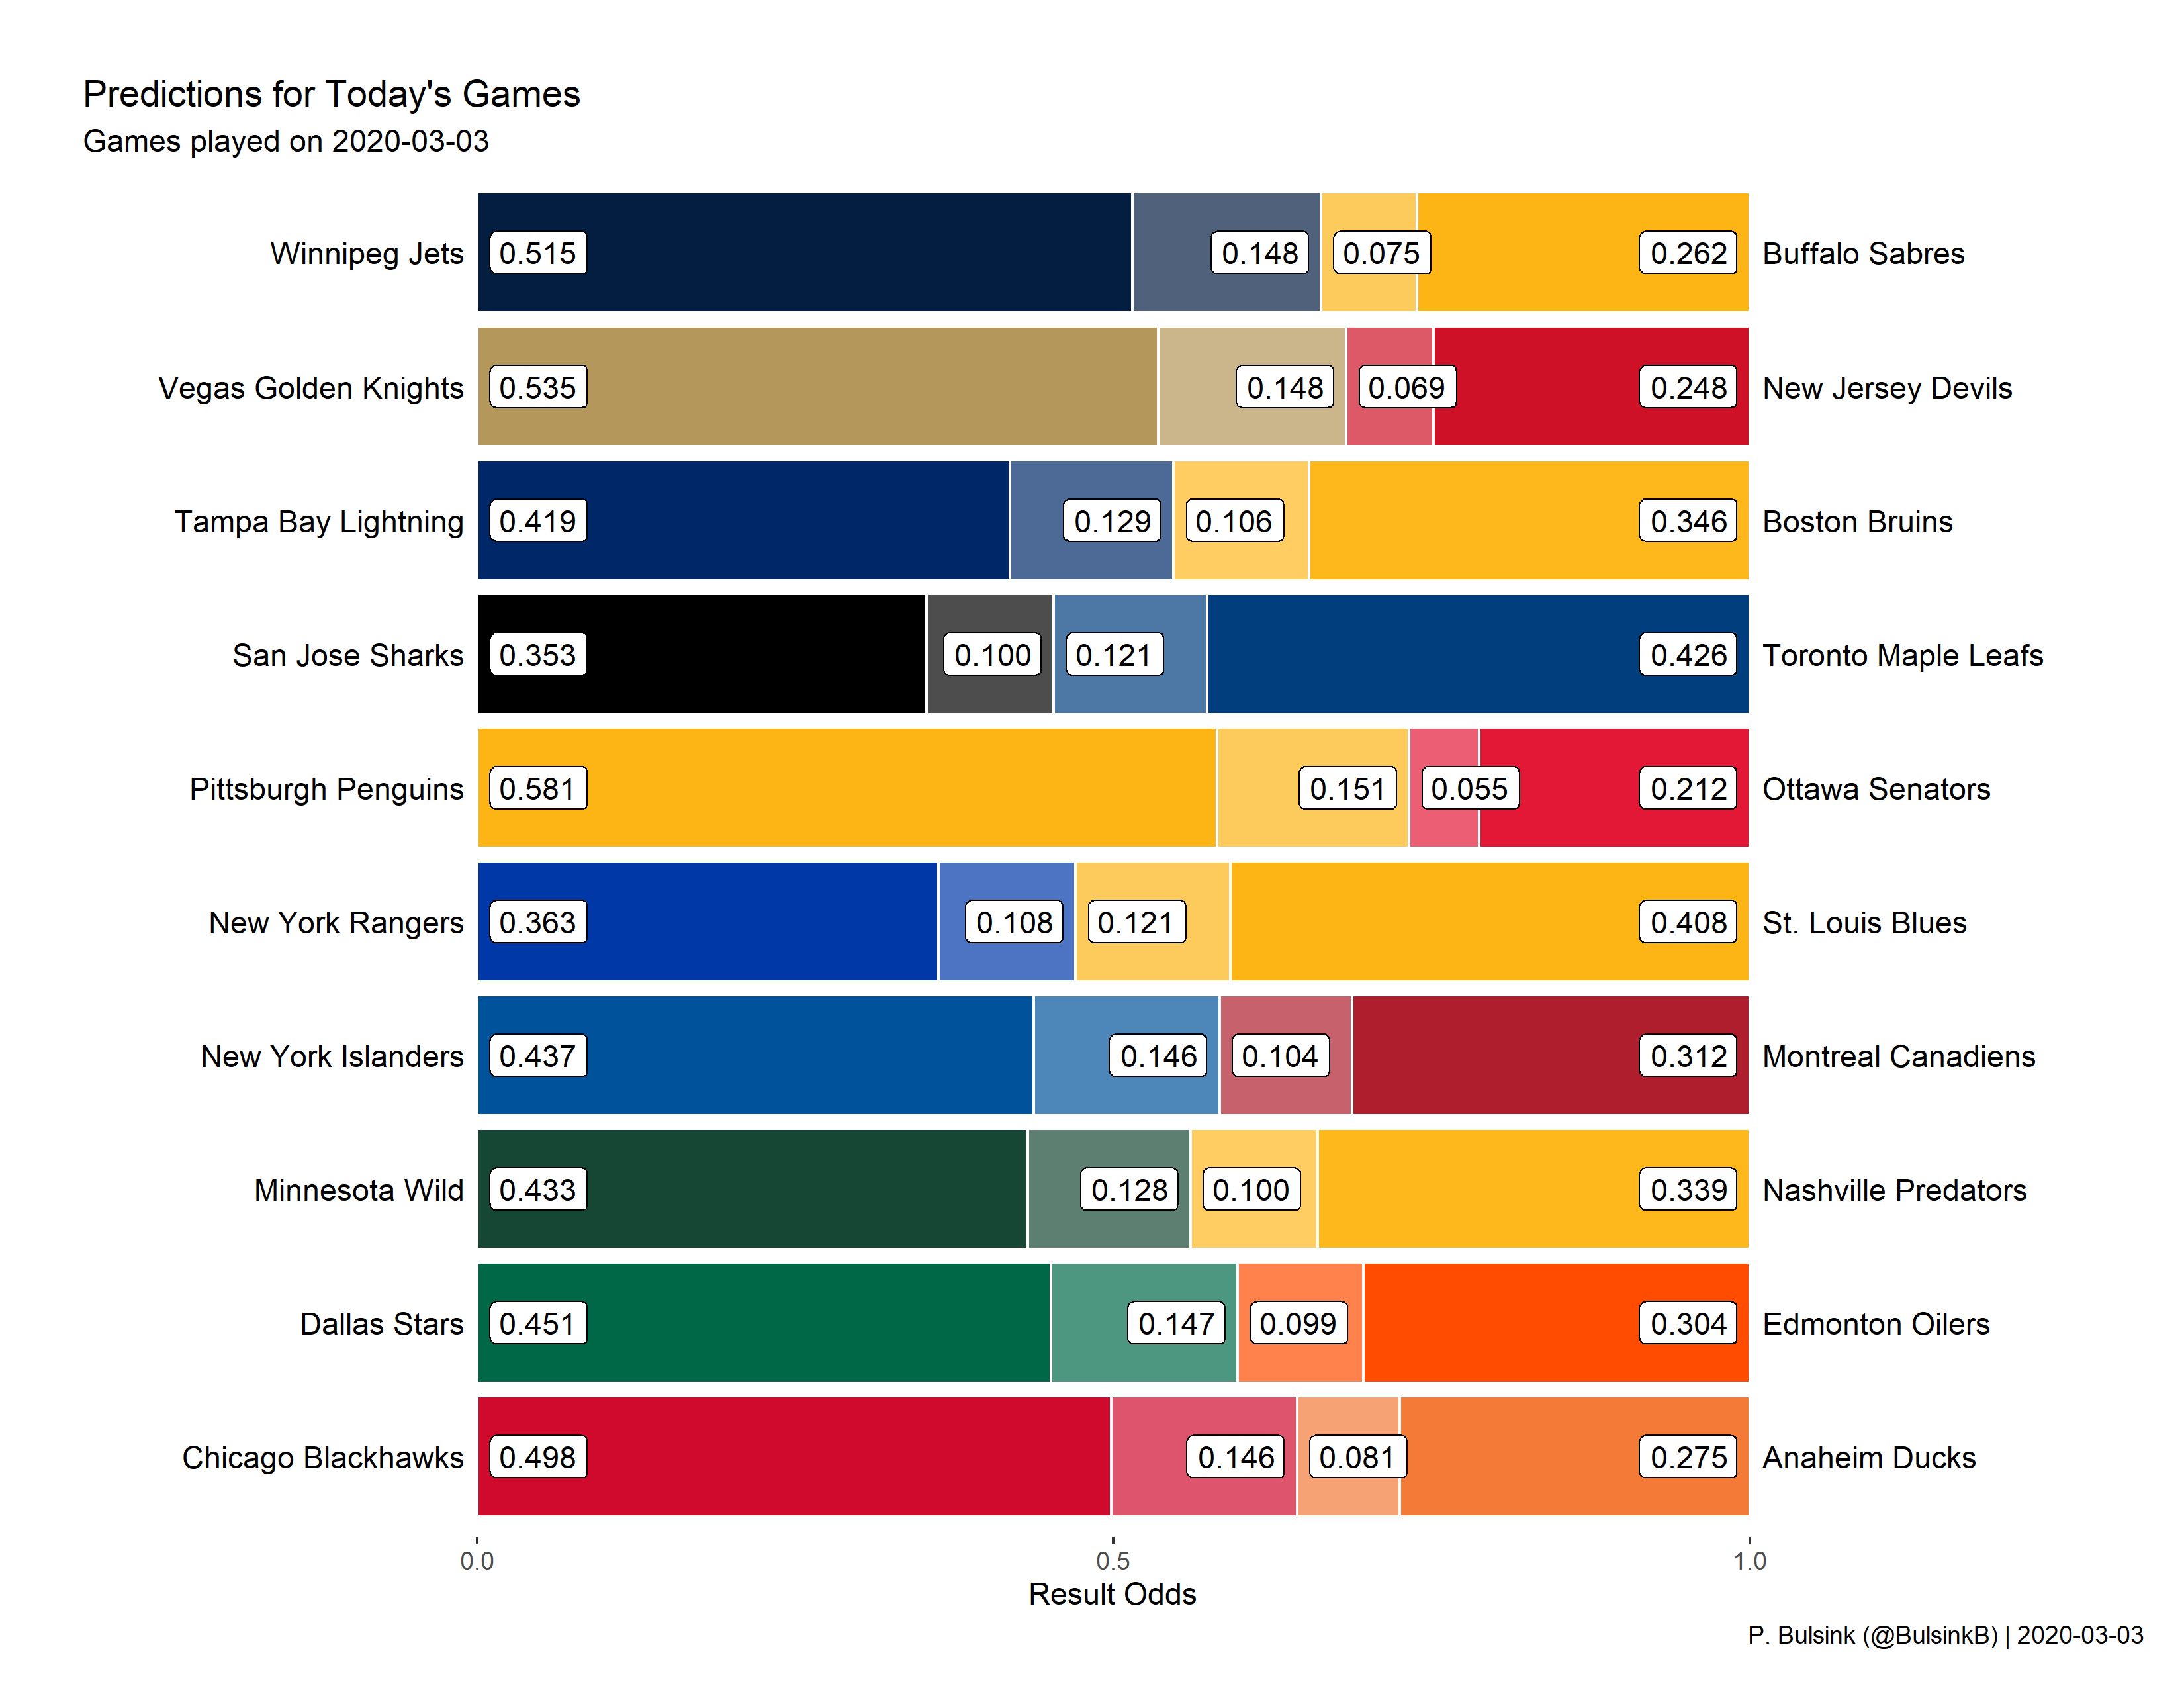 Predictions for Today's Games
Games played on 2020-03-03
Winnipeg Jets 0.515 0.148 0.075 0.262 Buffalo Sabres
Vegas Golden Knights 0.535 0.148 0.069 0.248 New Jersey Devils
Tampa Bay Lightning 0.419 0.129 0.106 0.346 Boston Bruins
San Jose Sharks 0.353 0.100 0.121 0.426 Toronto Maple Leafs
Pittsburgh Penguins 0.581 0.151 0.055 0.212 Ottawa Senators
New York Rangers 0.363 0.108 0.121 0.408 St. Louis Blues
New York Islanders 0.437 0.146 0.104 0.312 Montreal Canadiens
Minnesota Wild 0.433 0.128 0.100 0.339 Nashville Predators
Dallas Stars 0.451 0.147 0.099 0.304 Edmonton Oilers
Chicago Blackhawks 0.498 0.146 0.081 0.275 Anaheim Ducks
0.0 0.5 1.0
Result Odds
P. Bulsink (@BulsinkB) | 2020-03-03